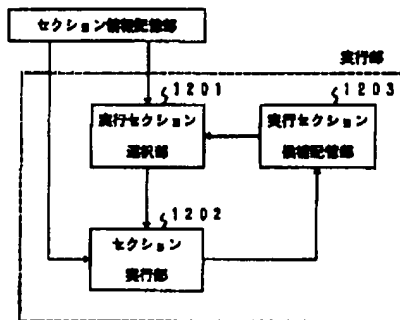 セクション情報記憶部
実行部
1201
実行セクション
選択部
1203
実行セクション
候補記憶部
1202
セクション
実行部